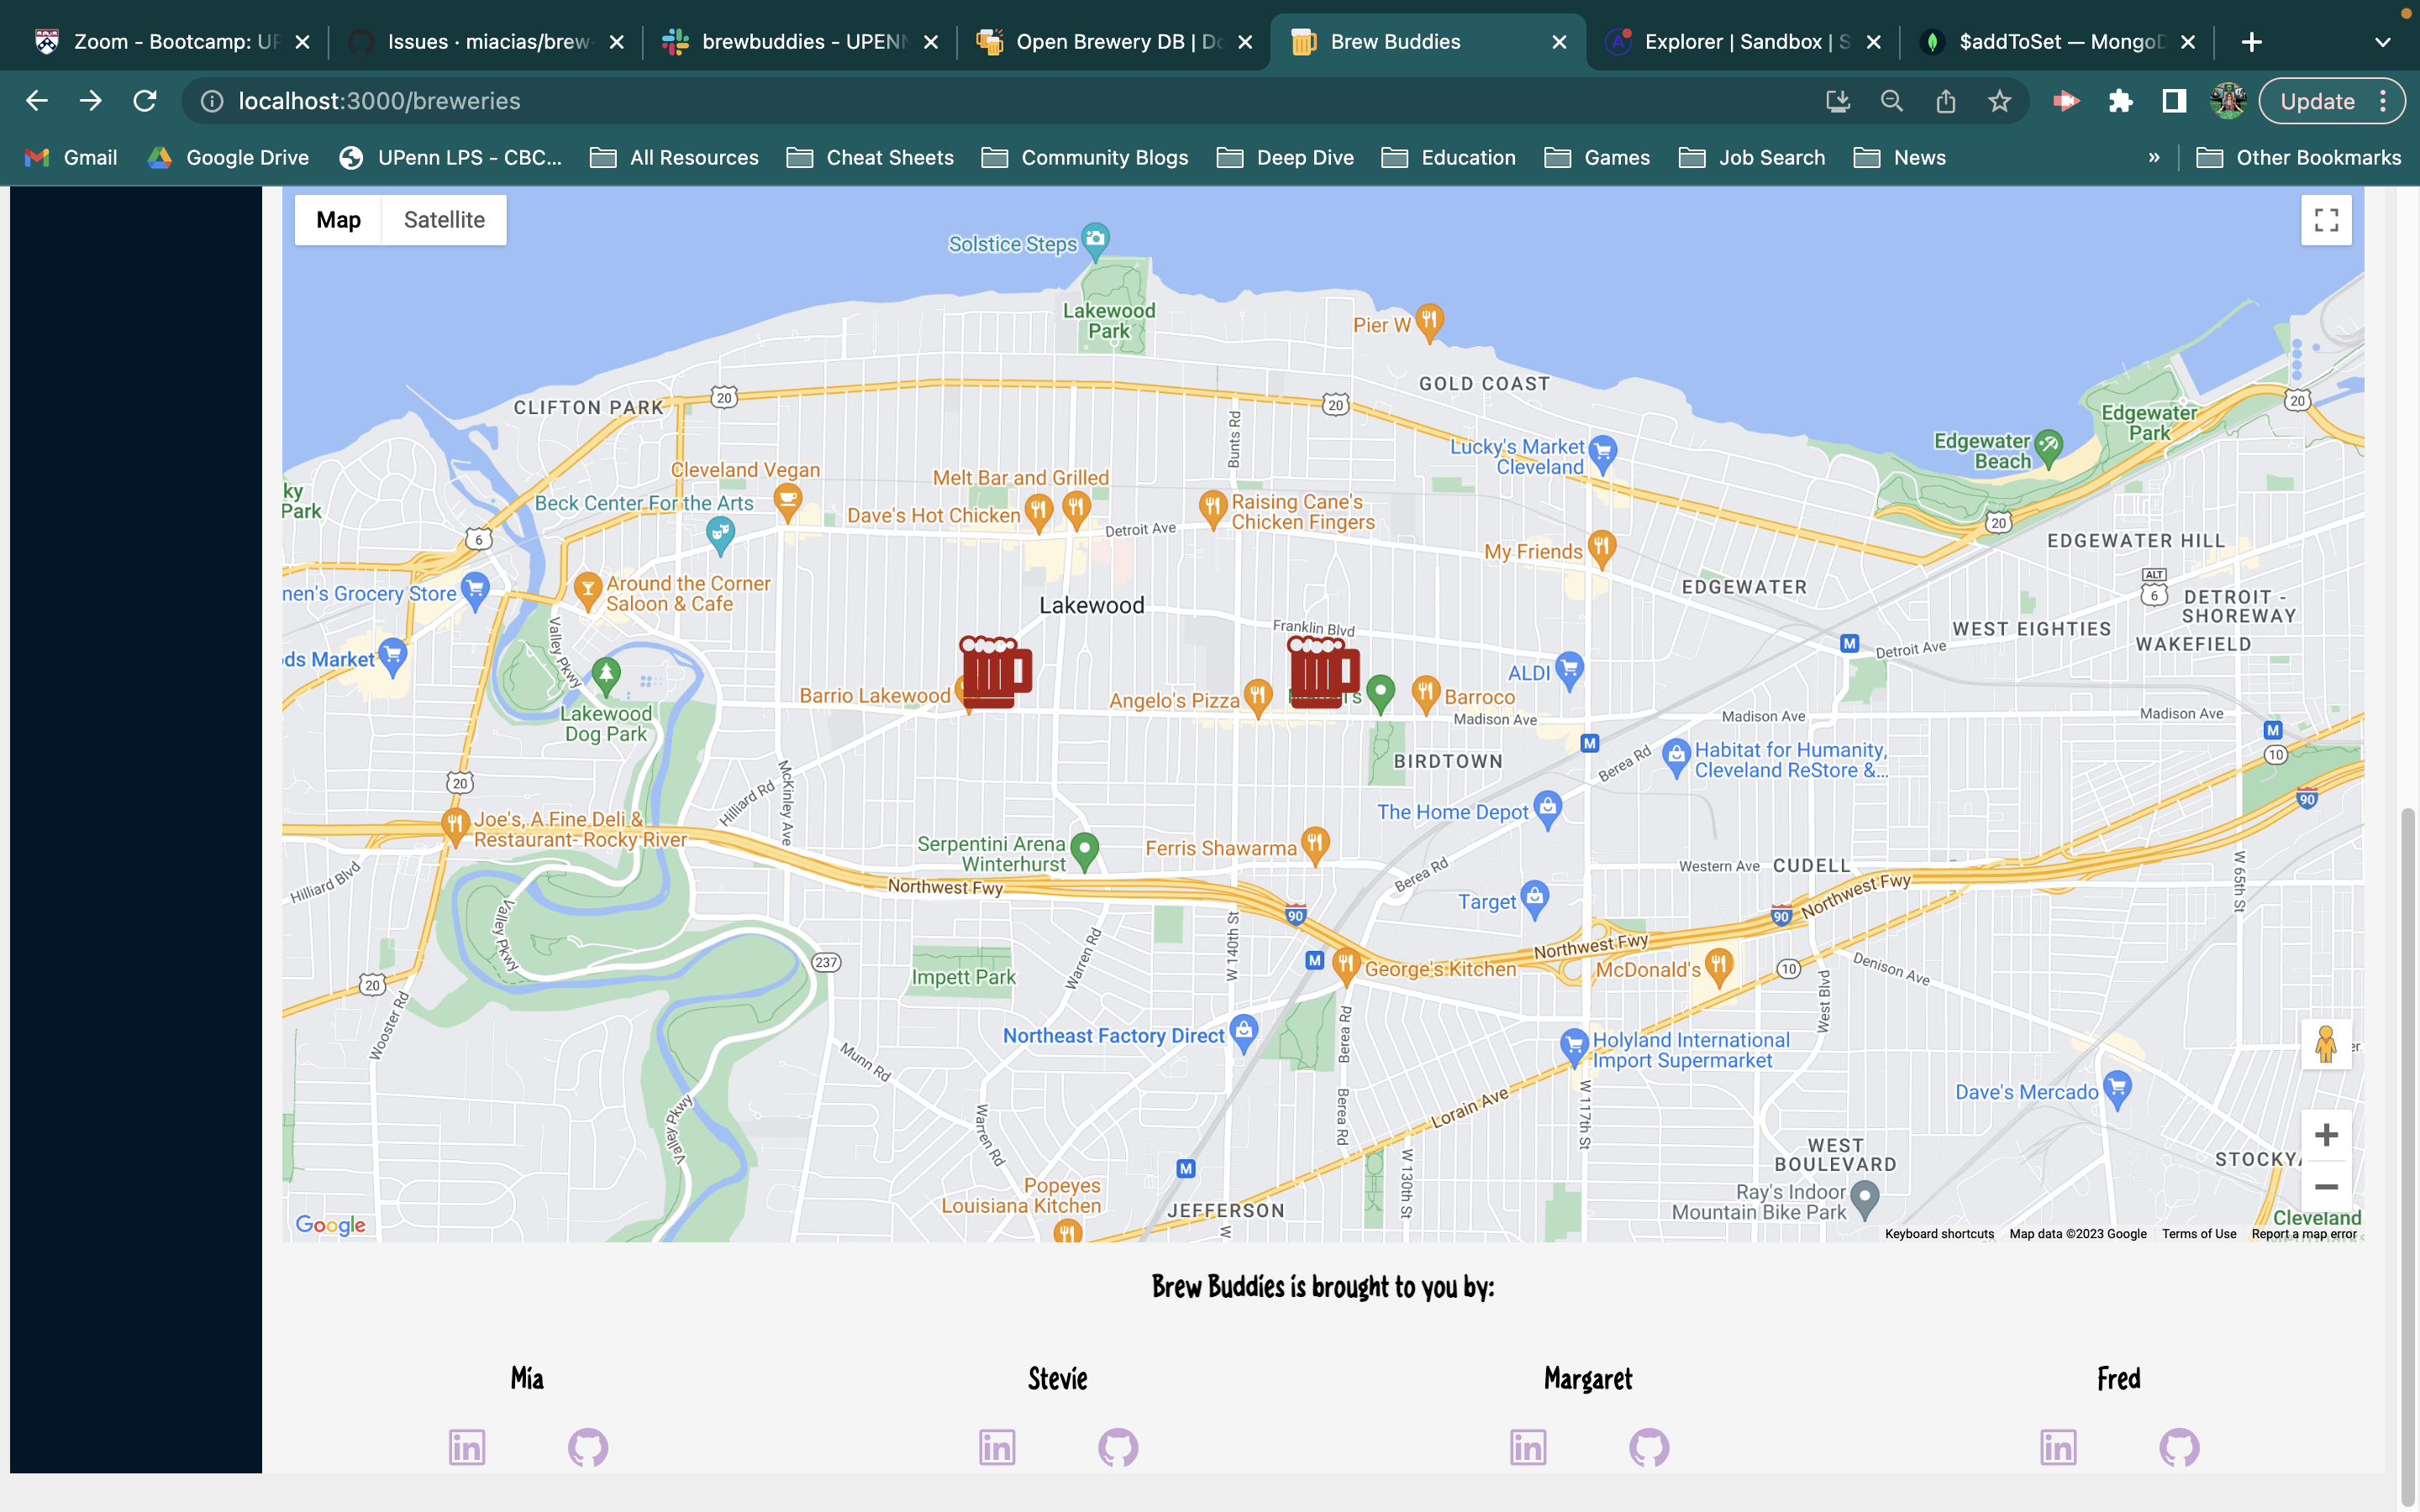 Zoom - Bootcamp: UP
Issues · miacias/brew-
brewbuddies - UPENN
Open Brewery DB | Do
Brew Buddies
Explorer | Sandbox | S
$addToSet — MongoD
localhost:3000/breweries
Update
Gmail
Google Drive
UPenn LPS - CBC...
All Resources
Cheat Sheets
Community Blogs
Deep Dive
Education
Games
Job Search
News
»
Other Bookmarks
Map
Satellite
Solstice Steps
Lakewood
Park
Pier W
GOLD COAST
CLIFTON PARK
20
20
20
Edgewater
Park
Edgewater
Beach
Lucky's Market
Cleveland
Bunts Rd
Cleveland Vegan
Melt Bar and Grilled
ky
Park
Beck Center For the Arts
Dave's Hot Chicken
Raising Cane's
Chicken Fingers
Detroit Ave
20
6
My Friends
EDGEWATER HILL
Around the Corner
Saloon & Cafe
nen's Grocery Store
EDGEWATER
ALT
6
DETROIT -
SHOREWAY
Lakewood
Valley Pkwy
Franklin Blvd
WEST EIGHTIES
WAKEFIELD
M
Detroit Ave
ds Market
ALDI
Barrio Lakewood
Angelo's Pizza
Barroco
Lakewood
Dog Park
Madison Ave
Madison Ave
Madison Ave
M
M
10
BIRDTOWN
Berea Rd
Habitat for Humanity,
Cleveland ReStore &...
20
Hilliard Rd
McKinley Ave
90
The Home Depot
Joe's, A Fine Deli &
Restaurant- Rocky River
Serpentini Arena
Winterhurst
Ferris Shawarma
Hilliard Blvd
Northwest Fwy
Berea Rd
Western Ave
CUDELL
Northwest Fwy
W 65th St
Target
90
90
Valley Pkwy
W 140th St
Northwest Fwy
237
Impett Park
Warren Rd
M
George's Kitchen
McDonald's
10
Denison Ave
20
Wooster Rd
West Blvd
Northeast Factory Direct
Berea Rd
Holyland International
Import Supermarket
Munn Rd
Dave's Mercado
Valley Pkwy
Warren Rd
Berea Rd
Lorain Ave
W 117th St
WEST
BOULEVARD
STOCKYA
M
W 130th St
Popeyes
Louisiana Kitchen
JEFFERSON
W
Ray's Indoor
Mountain Bike Park
Cleveland
Google
Keyboard shortcuts
Map data ©2023 Google
Terms of Use
Report a map error
Brew Buddies is brought to you by:
Mia
Stevie
Margaret
Fred
in
in
in
in